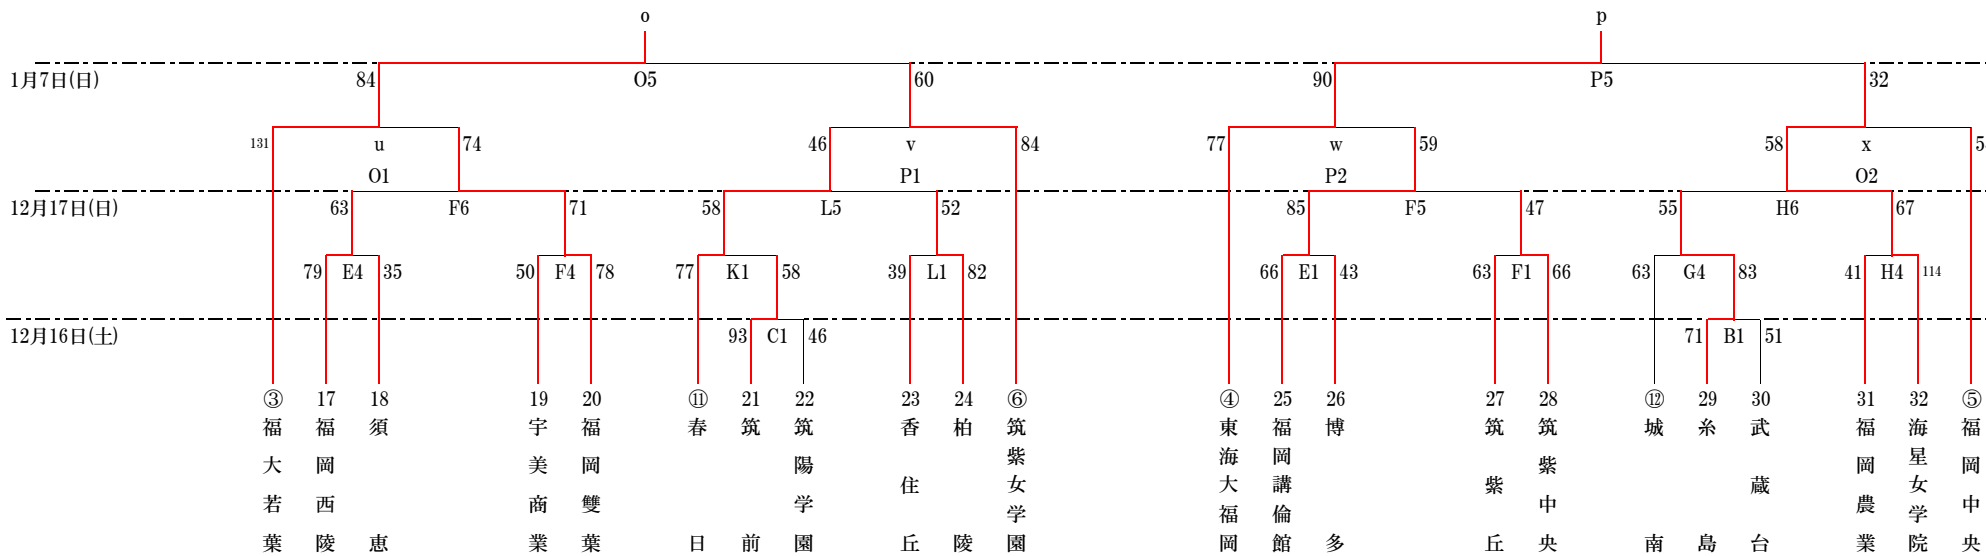 o p
1月7日(日) 84 O5 60 90 P5 32
131 u 74 46 v 84 77 w 59 58 x
O1 P1 P2 O2
12月17日(日) 63 F6 71 58 L5 52 85 F5 47 55 H6 67
79 E4 35 50 F4 78 77 K1 58 39 L1 82 66 E1 43 63 F1 66 63 G4 83 41 H4 114
12月16日(土) 93 C1 46 71 B1 51
③ 17 18 19 20 ⑪ 21 22 23 24 ⑥ ④ 25 26 27 28 ⑫ 29 30 31 32 ⑤
福大若葉
福岡西陵
須恵
宇美商業
福岡雙葉
春日
筑前
筑陽学園
香住丘
柏陵
筑紫女学園
東海大福岡
福岡講倫館
博多
筑紫丘
筑紫中央
城南
糸島
武蔵台
福岡農業
海星女学院
福岡中央